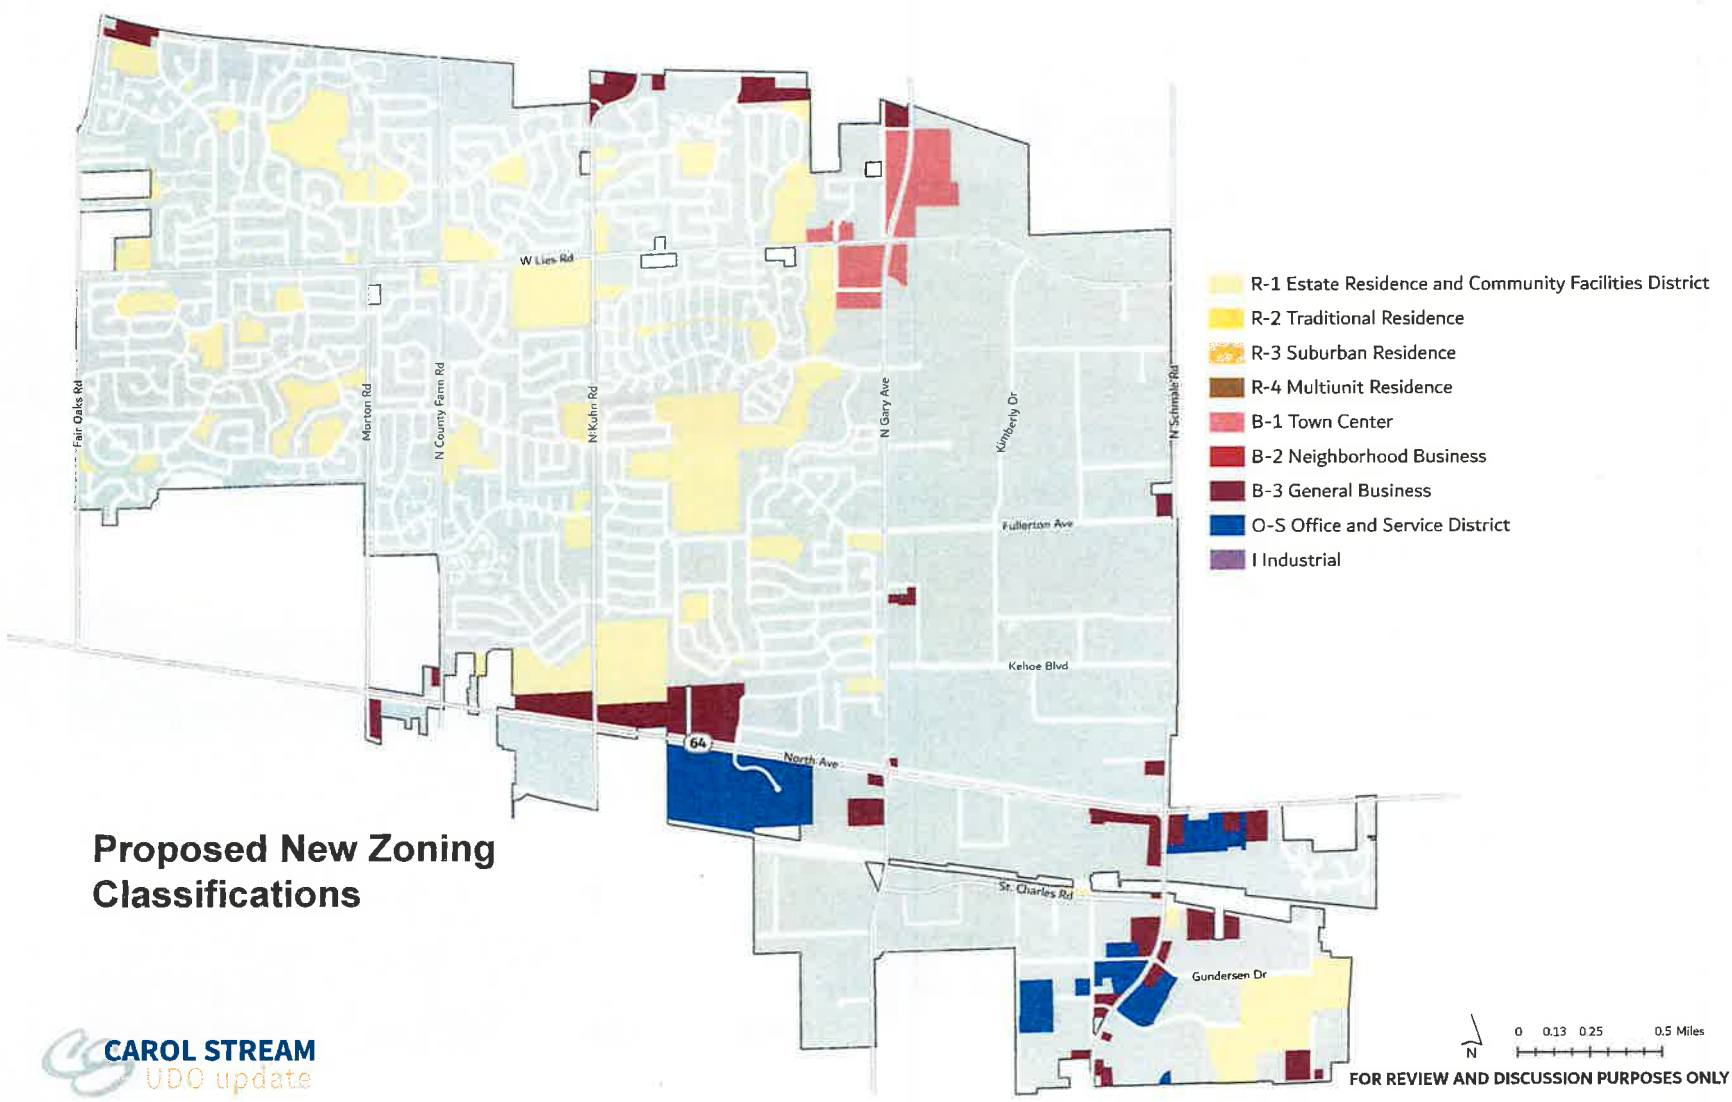 W Lies Rd
Fair Oaks Rd
Morton Rd
N County Farm Rd
N Kuhn Rd
N Gary Ave
Kimberly Dr
N Schmale Rd
Fullerton Ave
Kehoe Blvd
64
North Ave
St. Charles Rd
Gundersen Dr
R-1 Estate Residence and Community Facilities District
R-2 Traditional Residence
R-3 Suburban Residence
R-4 Multiunit Residence
B-1 Town Center
B-2 Neighborhood Business
B-3 General Business
O-S Office and Service District
I Industrial
Proposed New Zoning
Classifications
CS CAROL STREAM
UDO update
N
0 0.13 0.25 0.5 Miles
FOR REVIEW AND DISCUSSION PURPOSES ONLY